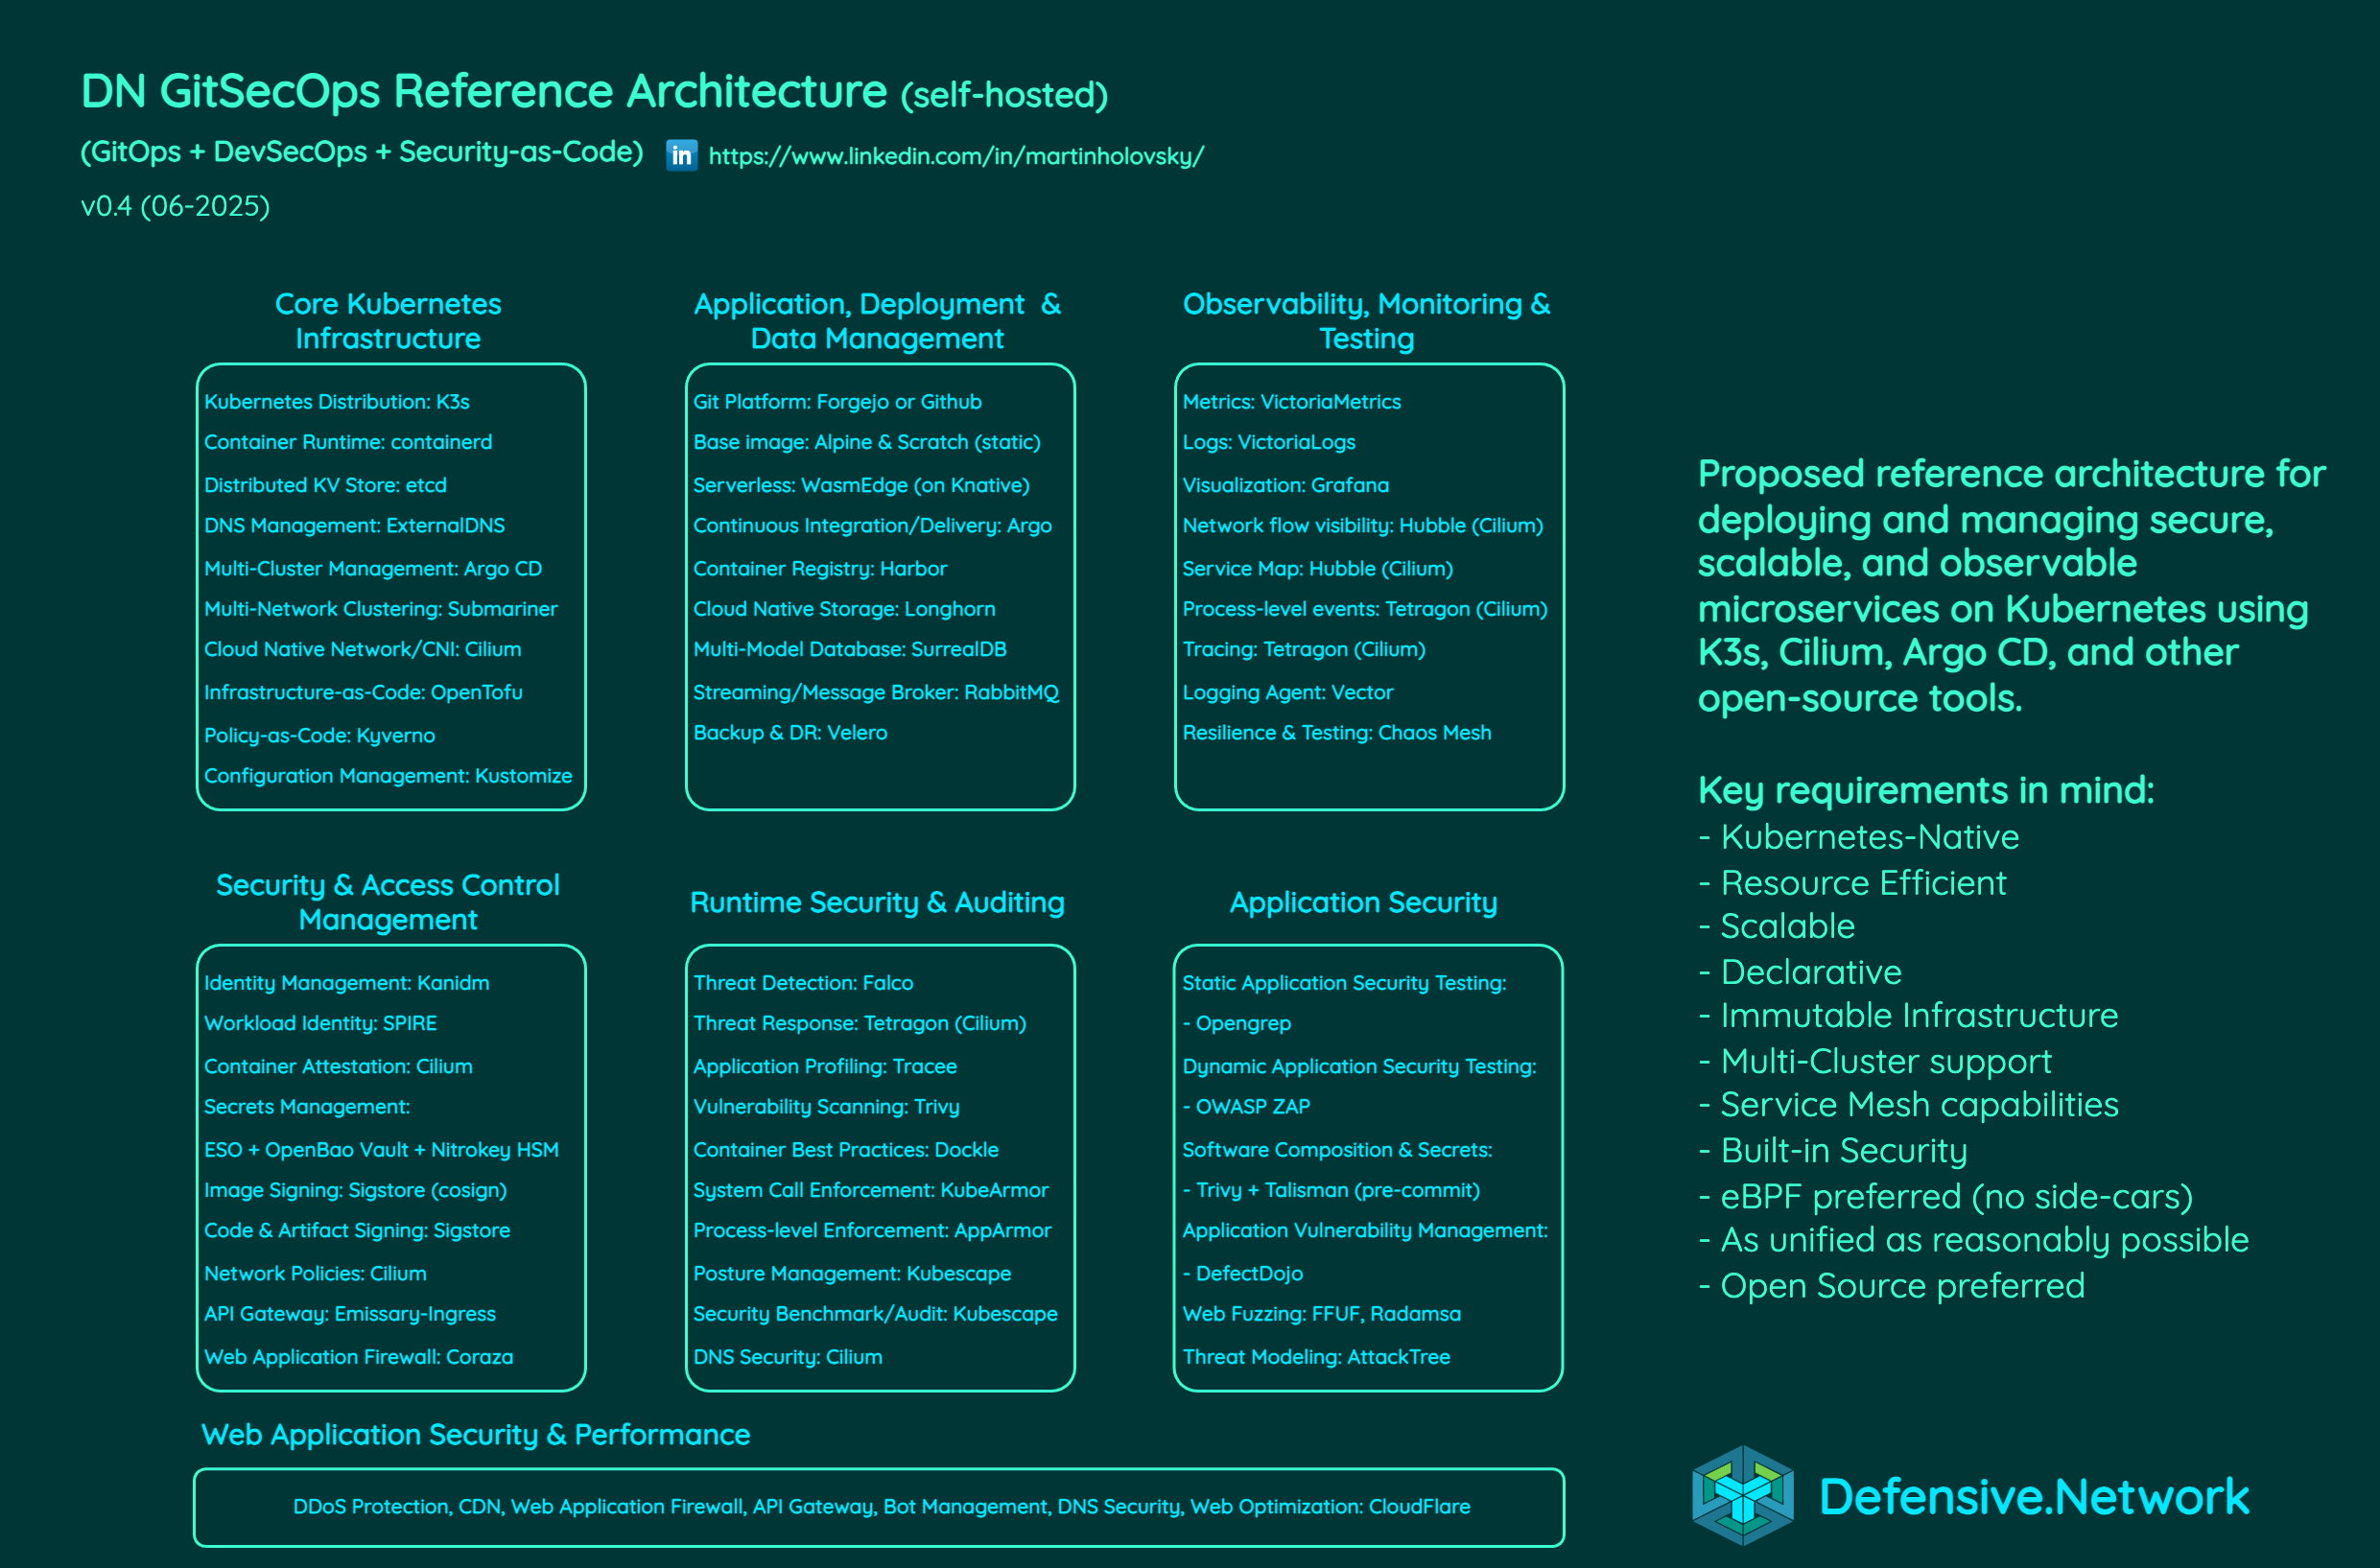 DN GitSecOps Reference Architecture (self-hosted)
(GitOps + DevSecOps + Security-as-Code) in https://www.linkedin.com/in/martinholovsky/
v0.4 (06-2025)
Core Kubernetes
Infrastructure
Kubernetes Distribution: K3s
Container Runtime: containerd
Distributed KV Store: etcd
DNS Management: ExternalDNS
Multi-Cluster Management: Argo CD
Multi-Network Clustering: Submariner
Cloud Native Network/CNI: Cilium
Infrastructure-as-Code: OpenTofu
Policy-as-Code: Kyverno
Configuration Management: Kustomize
Application, Deployment & 
Data Management
Git Platform: Forgejo or Github
Base image: Alpine & Scratch (static)
Serverless: WasmEdge (on Knative)
Continuous Integration/Delivery: Argo
Container Registry: Harbor
Cloud Native Storage: Longhorn
Multi-Model Database: SurrealDB
Streaming/Message Broker: RabbitMQ
Backup & DR: Velero
Observability, Monitoring &
Testing
Metrics: VictoriaMetrics
Logs: VictoriaLogs
Visualization: Grafana
Network flow visibility: Hubble (Cilium)
Service Map: Hubble (Cilium)
Process-level events: Tetragon (Cilium)
Tracing: Tetragon (Cilium)
Logging Agent: Vector
Resilience & Testing: Chaos Mesh
Security & Access Control
Management
Identity Management: Kanidm
Workload Identity: SPIRE
Container Attestation: Cilium
Secrets Management:
ESO + OpenBao Vault + Nitrokey HSM
Image Signing: Sigstore (cosign)
Code & Artifact Signing: Sigstore
Network Policies: Cilium
API Gateway: Emissary-Ingress
Web Application Firewall: Coraza
Runtime Security & Auditing
Threat Detection: Falco
Threat Response: Tetragon (Cilium)
Application Profiling: Tracee
Vulnerability Scanning: Trivy
Container Best Practices: Dockle
System Call Enforcement: KubeArmor
Process-level Enforcement: AppArmor
Posture Management: Kubescape
Security Benchmark/Audit: Kubescape
DNS Security: Cilium
Application Security
Static Application Security Testing:
- Opengrep
Dynamic Application Security Testing:
- OWASP ZAP
Software Composition & Secrets:
- Trivy + Talisman (pre-commit)
Application Vulnerability Management:
- DefectDojo
Web Fuzzing: FFUF, Radamsa
Threat Modeling: AttackTree
Web Application Security & Performance
DDoS Protection, CDN, Web Application Firewall, API Gateway, Bot Management, DNS Security, Web Optimization: CloudFlare
Proposed reference architecture for
deploying and managing secure,
scalable, and observable
microservices on Kubernetes using
K3s, Cilium, Argo CD, and other
open-source tools.
Key requirements in mind:
- Kubernetes-Native
- Resource Efficient
- Scalable
- Declarative
- Immutable Infrastructure
- Multi-Cluster support
- Service Mesh capabilities
- Built-in Security
- eBPF preferred (no side-cars)
- As unified as reasonably possible
- Open Source preferred
Defensive.Network